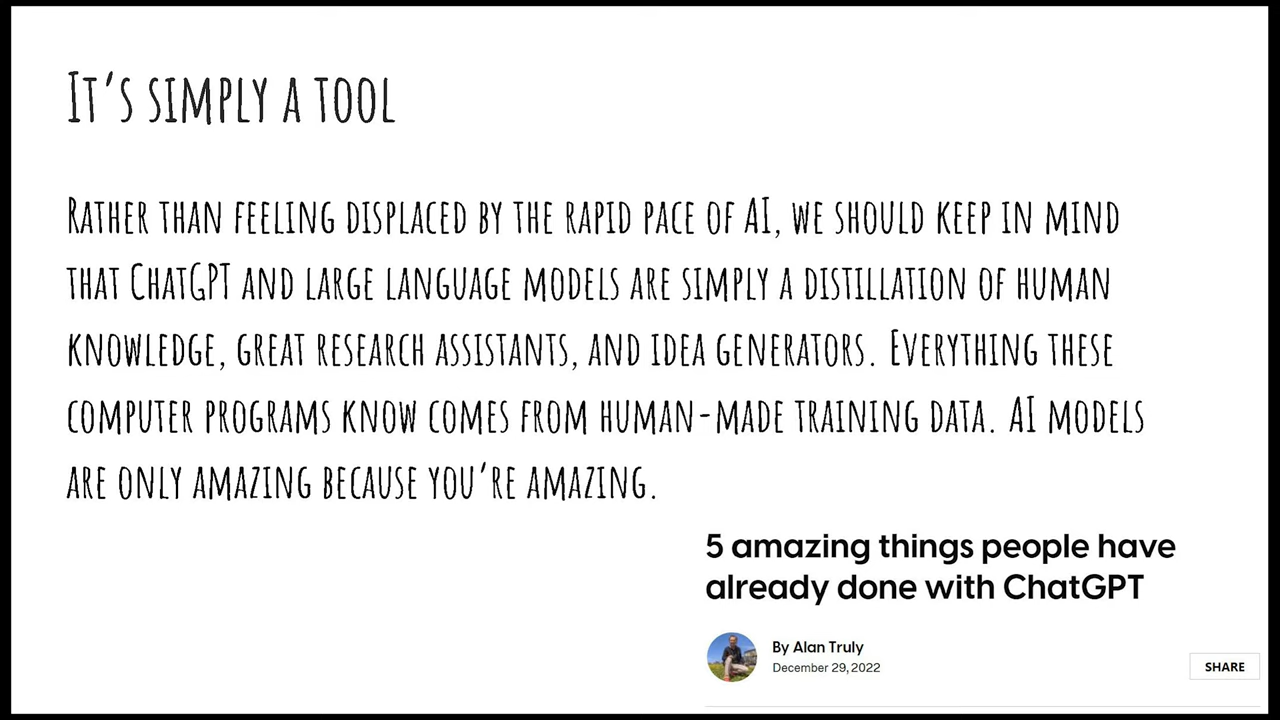 It's simply a tool
Rather than feeling displaced by the rapid pace of AI, we should keep in mind
that ChatGPT and large language models are simply a distillation of human
knowledge, great research assistants, and idea generators. Everything these
computer programs know comes from human-made training data. AI models
are only amazing because you're amazing.
5 amazing things people have
already done with ChatGPT
By Alan Truly
December 29, 2022
SHARE